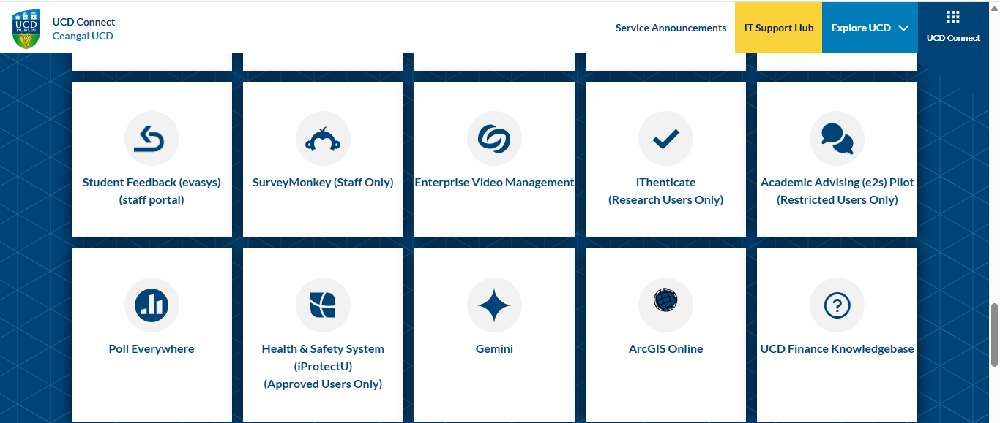 UCD
DUBLIN
UCD Connect
Ceangal UCD
Service Announcements
IT Support Hub
Explore UCD
UCD Connect
Student Feedback (evasys)
(staff portal)
SurveyMonkey (Staff Only)
Enterprise Video Management
iThenticate
(Research Users Only)
Academic Advising (e2s) Pilot
(Restricted Users Only)
Poll Everywhere
Health & Safety System
(iProtectU)
(Approved Users Only)
Gemini
ArcGIS Online
?
UCD Finance Knowledgebase